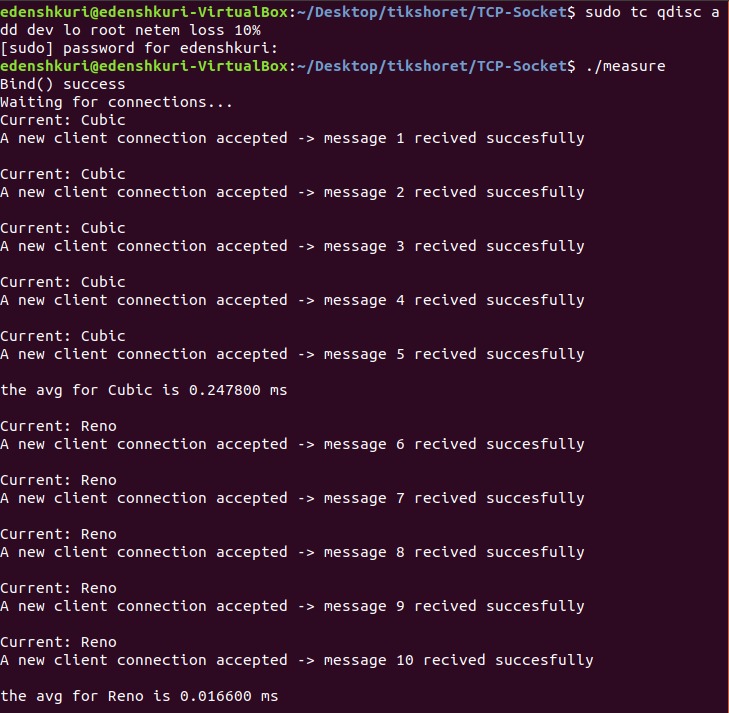 edenshkuri@edenshkuri-VirtualBox:~/Desktop/tikshoret/TCP-Socket$ sudo tc qdisc a
dd dev lo root netem loss 10%
[sudo] password for edenshkuri:
edenshkuri@edenshkuri-VirtualBox:~/Desktop/tikshoret/TCP-Socket$ ./measure
Bind() success
Waiting for connections...
Current: Cubic
A new client connection accepted -> message 1 recived succesfully
Current: Cubic
A new client connection accepted -> message 2 recived succesfully
Current: Cubic
A new client connection accepted -> message 3 recived succesfully
Current: Cubic
A new client connection accepted -> message 4 recived succesfully
Current: Cubic
A new client connection accepted -> message 5 recived succesfully
the avg for Cubic is 0.247800 ms
Current: Reno
A new client connection accepted -> message 6 recived succesfully
Current: Reno
A new client connection accepted -> message 7 recived succesfully
Current: Reno
A new client connection accepted -> message 8 recived succesfully
Current: Reno
A new client connection accepted -> message 9 recived succesfully
Current: Reno
A new client connection accepted -> message 10 recived succesfully
the avg for Reno is 0.016600 ms